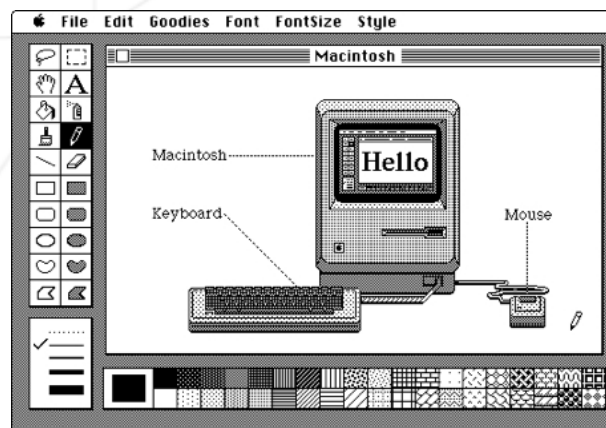 File Edit Goodies Font FontSize Style
Macintosh
A
Hello
Macintosh
Keyboard
Mouse